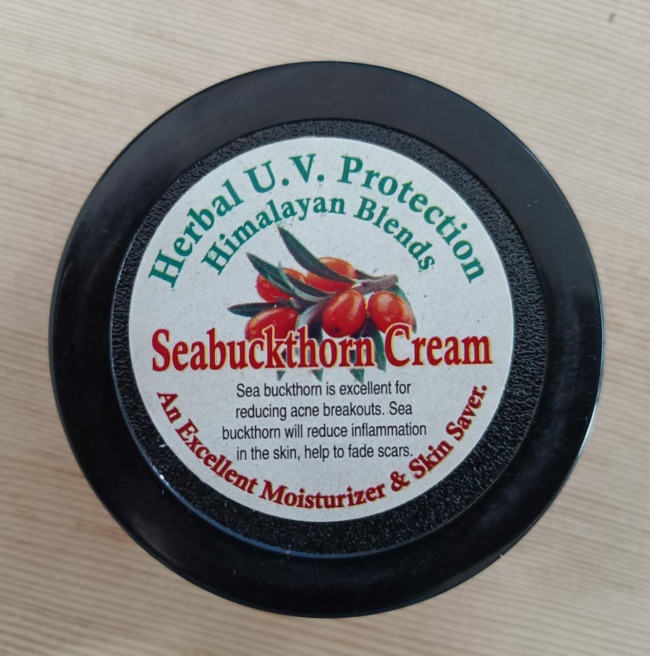 Herbal U.V. Protection
Himalayan Blends
Seabuckthorn Cream
Sea buckthorn is excellent for
reducing acne breakouts. Sea
buckthorn will reduce inflammation
in the skin, help to fade scars.
An Excellent Moisturizer & Skin Saver.